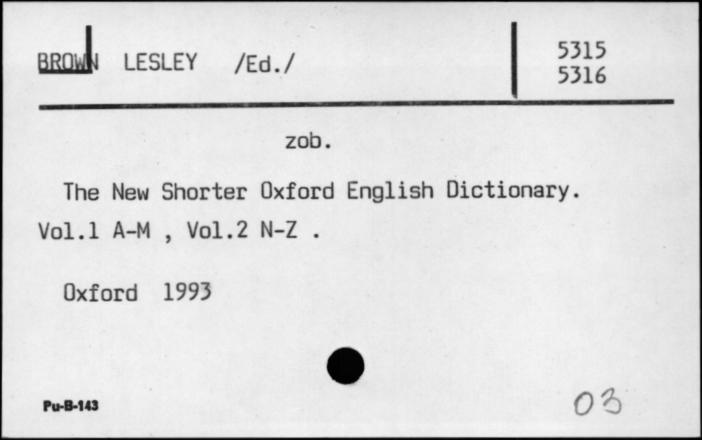 BROWN LESLEY /Ed./ 5315
5316
zob.
The New Shorter Oxford English Dictionary.
Vol.1 A-M , Vol.2 N-Z .
Oxford 1993
Pu-B-143
03